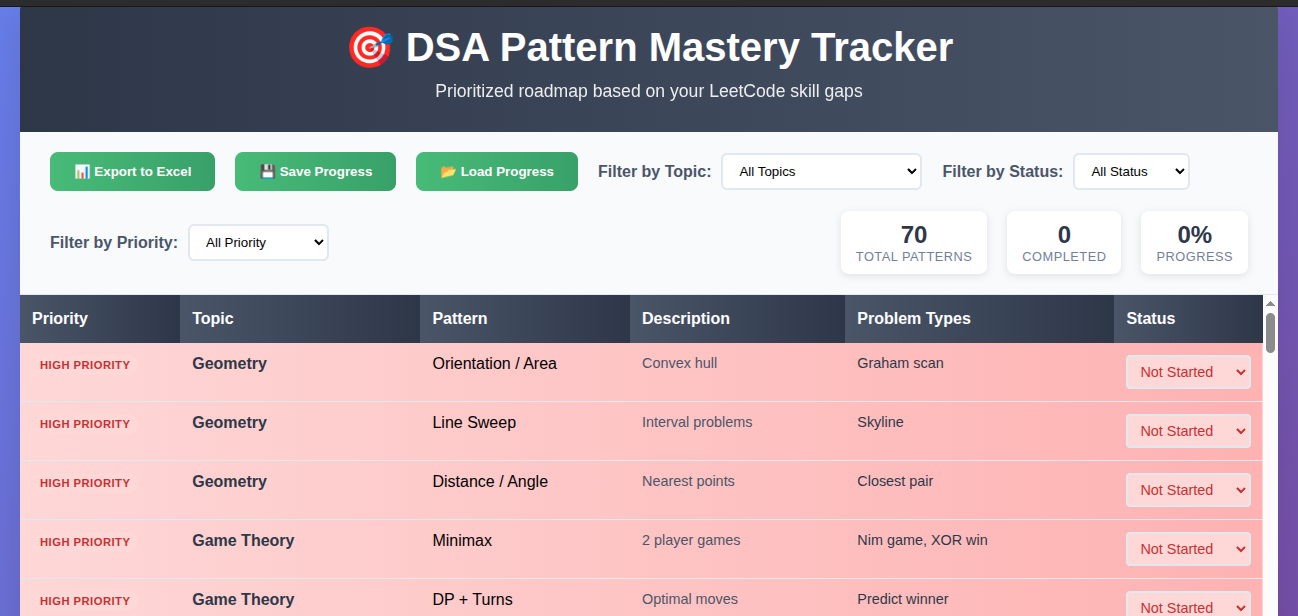 🎯 DSA Pattern Mastery Tracker
Prioritized roadmap based on your LeetCode skill gaps
📊 Export to Excel 💾 Save Progress 📂 Load Progress Filter by Topic: All Topics Filter by Status: All Status
Filter by Priority: All Priority
70 0 0%
TOTAL PATTERNS COMPLETED PROGRESS
Priority Topic Pattern Description Problem Types Status
HIGH PRIORITY Geometry Orientation / Area Convex hull Graham scan Not Started
HIGH PRIORITY Geometry Line Sweep Interval problems Skyline Not Started
HIGH PRIORITY Geometry Distance / Angle Nearest points Closest pair Not Started
HIGH PRIORITY Game Theory Minimax 2 player games Nim game, XOR win Not Started
HIGH PRIORITY Game Theory DP + Turns Optimal moves Predict winner Not Started